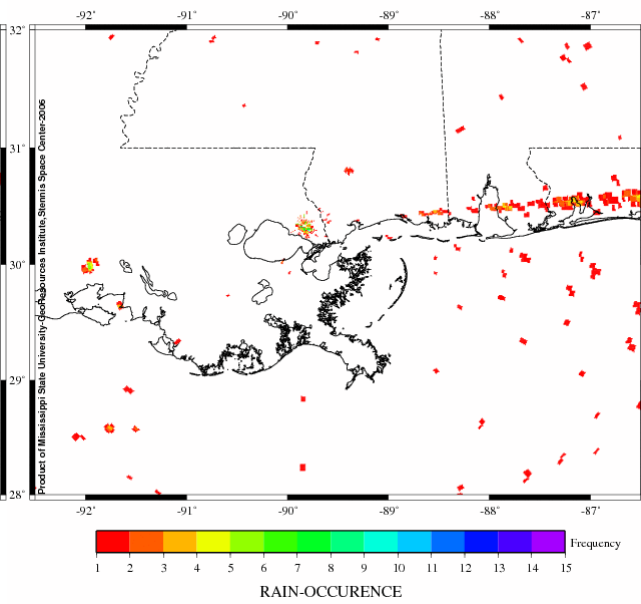 -92° -91° -90° -89° -88° -87°
32°
31°
30°
29°
28°
Product of Mississippi State University-GeoResources Institute,Stennis Space Center-2006
-92° -91° -90° -89° -88° -87°
Frequency
1 2 3 4 5 6 7 8 9 10 11 12 13 14 15
RAIN-OCCURENCE